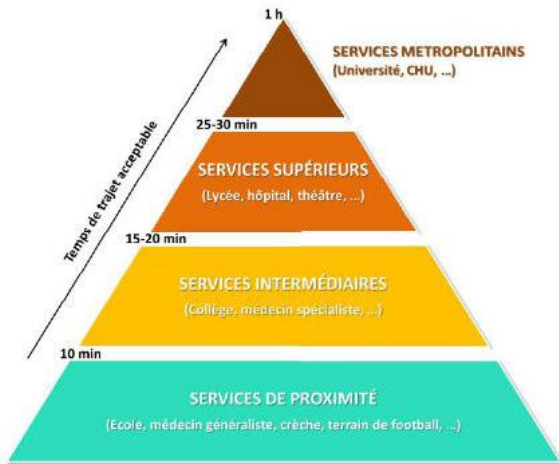 1 h
SERVICES METROPOLITAINS
(Université, CHU, ...)
25-30 min
SERVICES SUPÉRIEURS
(Lycée, hôpital, théâtre, ...)
Temps de trajet acceptable
15-20 min
SERVICES INTERMÉDIAIRES
(Collège, médecin spécialiste, ...)
10 min
SERVICES DE PROXIMITÉ
(Ecole, médecin généraliste, crèche, terrain de football, ...)